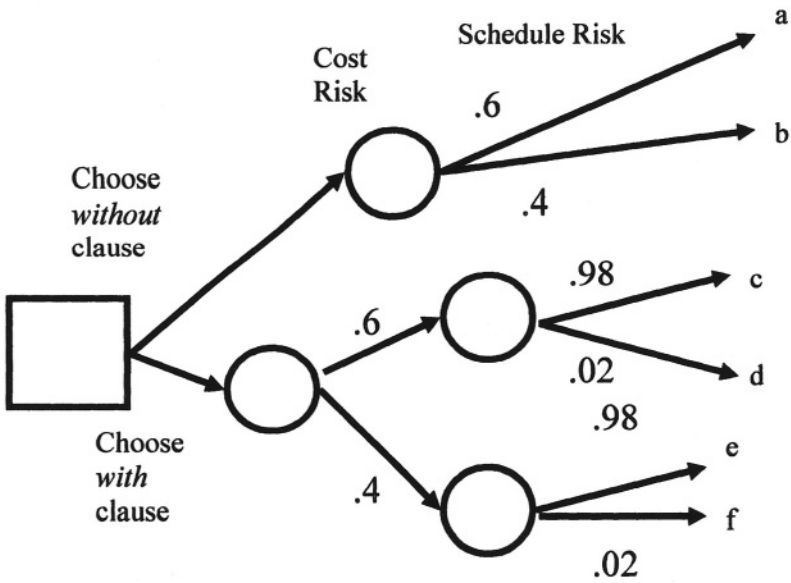 a
Schedule Risk
Cost
Risk
.6
b
Choose
without
clause
.4
.98
c
.6
.02
d
.98
Choose
with
clause
e
.4
f
.02